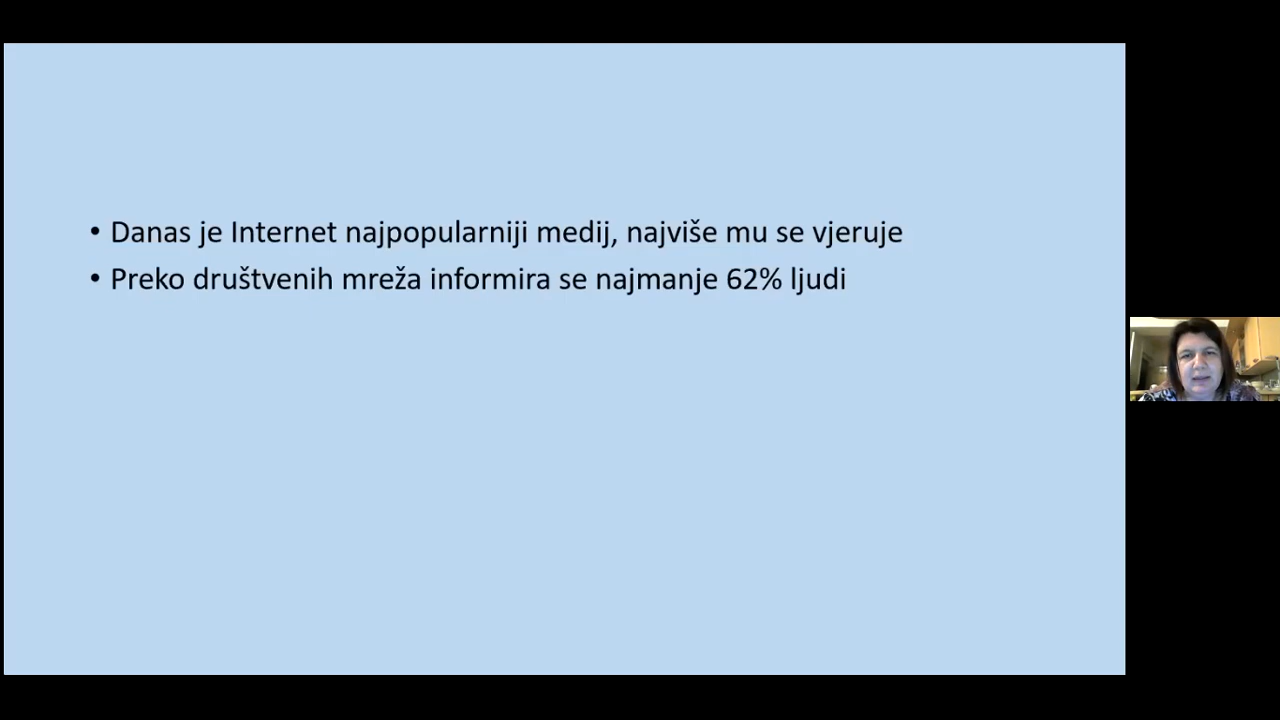 • Danas je Internet najpopularniji medij, najviše mu se vjeruje
• Preko društvenih mreža informira se najmanje 62% ljudi